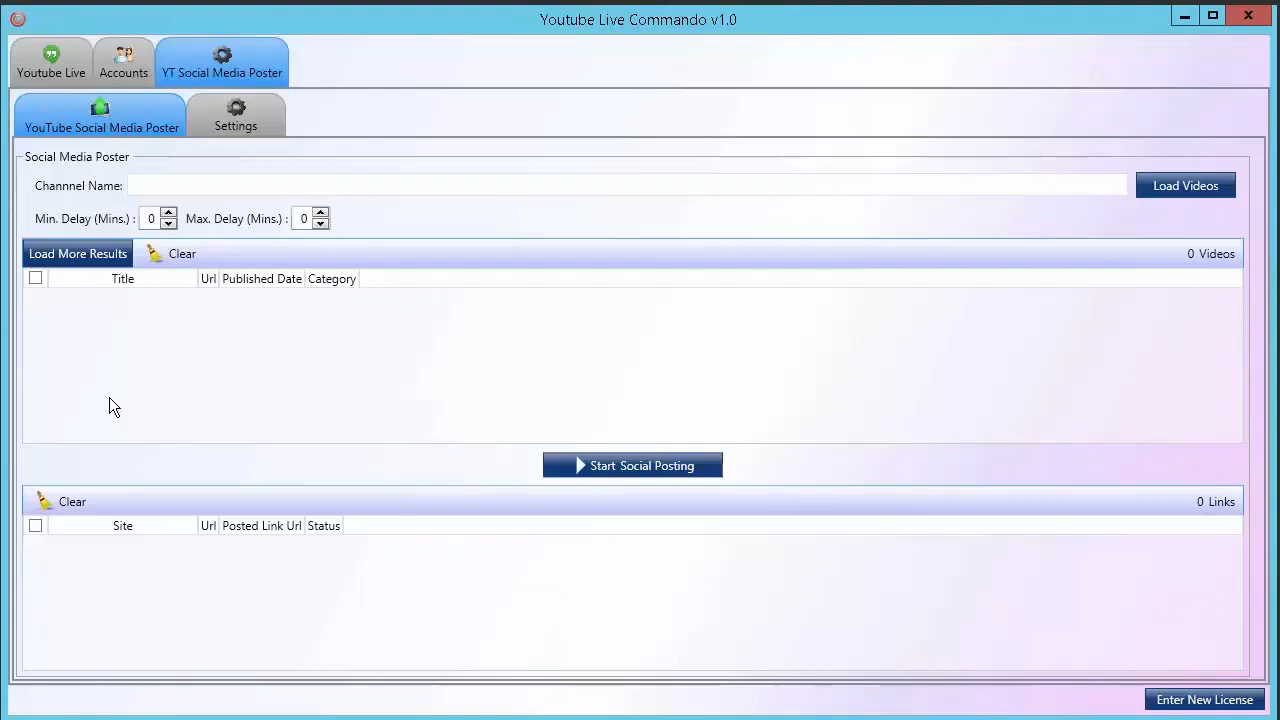 Youtube Live Commando v1.0
Youtube Live Accounts YT Social Media Poster
YouTube Social Media Poster Settings
Social Media Poster
Channnel Name: Load Videos
Min. Delay (Mins.) : 0 Max. Delay (Mins.) : 0
Load More Results Clear 0 Videos
Title Url Published Date Category
Start Social Posting
Clear 0 Links
Site Url Posted Link Url Status
Enter New License